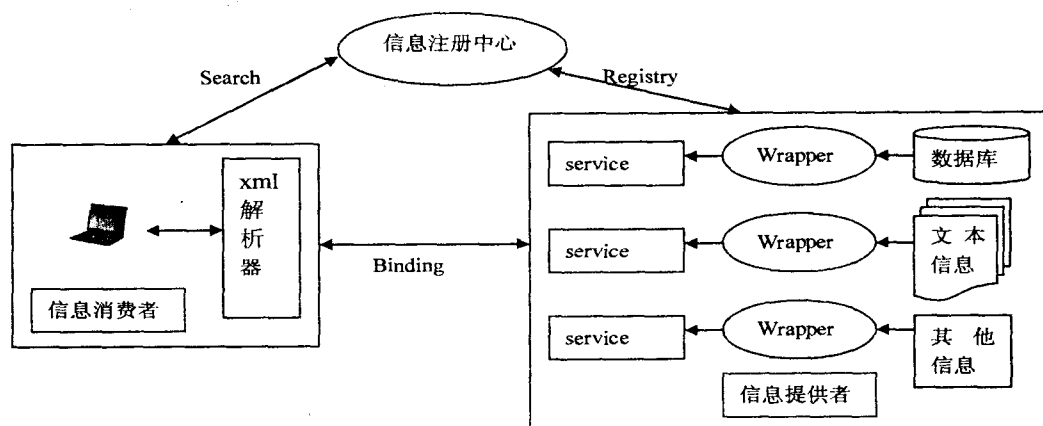 信息注册中心
Search
Registry
xml
解
析
器
信息消费者
Binding
service
Wrapper
数据库
service
Wrapper
文 本
信息
service
Wrapper
其 他
信息
信息提供者